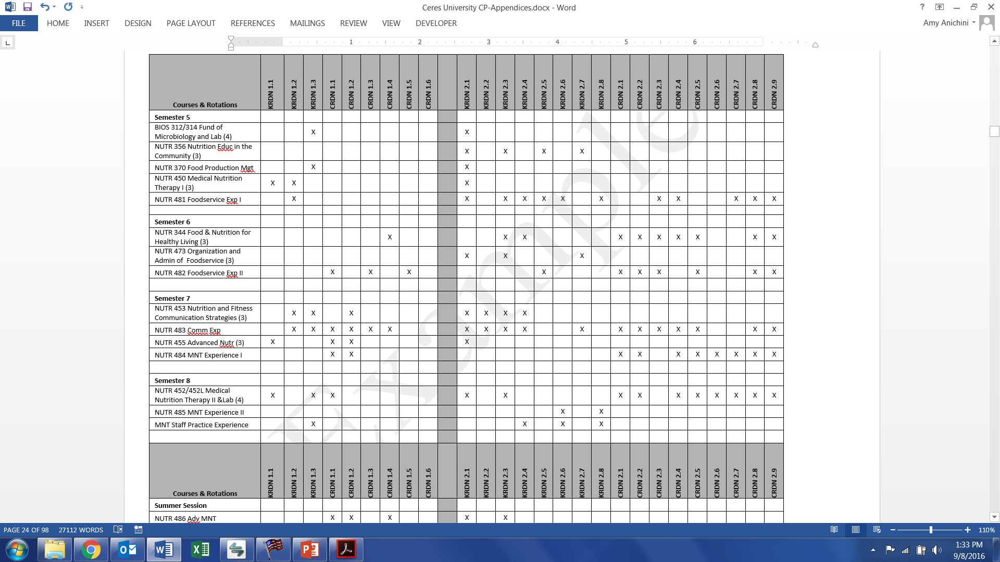 Ceres University CP-Appendices.docx - Word
FILE HOME INSERT DESIGN PAGE LAYOUT REFERENCES MAILINGS REVIEW VIEW DEVELOPER Amy Anichini
L 1 2 3 4 5 6
Courses & Rotations KRDN 1.1 KRDN 1.2 KRDN 1.3 CRDN 1.1 CRDN 1.2 CRDN 1.3 CRDN 1.4 CRDN 1.5 CRDN 1.6 KRDN 2.1 KRDN 2.2 KRDN 2.3 KRDN 2.4 KRDN 2.5 KRDN 2.6 KRDN 2.7 KRDN 2.8 CRDN 2.1 CRDN 2.2 CRDN 2.3 CRDN 2.4 CRDN 2.5 CRDN 2.6 CRDN 2.7 CRDN 2.8 CRDN 2.9
Semester 5
BIOS 312/314 Fund of
Microbiology and Lab (4) X X
NUTR 356 Nutrition Educ in the
Community (3) X X X X
NUTR 370 Food Production Mgt X X
NUTR 450 Medical Nutrition
Therapy I (3) X X X
NUTR 481 Foodservice Exp I X X X X X X X X X X X X
Semester 6
NUTR 344 Food & Nutrition for
Healthy Living (3) X X X X X X X X X X
NUTR 473 Organization and
Admin of Foodservice (3) X X X
NUTR 482 Foodservice Exp II X X X X X X X X X X
Semester 7
NUTR 453 Nutrition and Fitness
Communication Strategies (3) X X X X X X X
NUTR 483 Comm Exp X X X X X X X X X X X X X X X X X X
NUTR 455 Advanced Nutr (3) X X X X
NUTR 484 MNT Experience I X X X X X X X X X X
Semester 8
NUTR 452/452L Medical
Nutrition Therapy II &Lab (4) X X X X X X X X X X X X X
NUTR 485 MNT Experience II X X
MNT Staff Practice Experience X X X X
Example
Courses & Rotations KRDN 1.1 KRDN 1.2 KRDN 1.3 CRDN 1.1 CRDN 1.2 CRDN 1.3 CRDN 1.4 CRDN 1.5 CRDN 1.6 KRDN 2.1 KRDN 2.2 KRDN 2.3 KRDN 2.4 KRDN 2.5 KRDN 2.6 KRDN 2.7 KRDN 2.8 CRDN 2.1 CRDN 2.2 CRDN 2.3 CRDN 2.4 CRDN 2.5 CRDN 2.6 CRDN 2.7 CRDN 2.8 CRDN 2.9
Summer Session
NUTR 486 Adv MNT X X X X X
PAGE 24 OF 98 27112 WORDS 110%
1:33 PM
9/8/2016